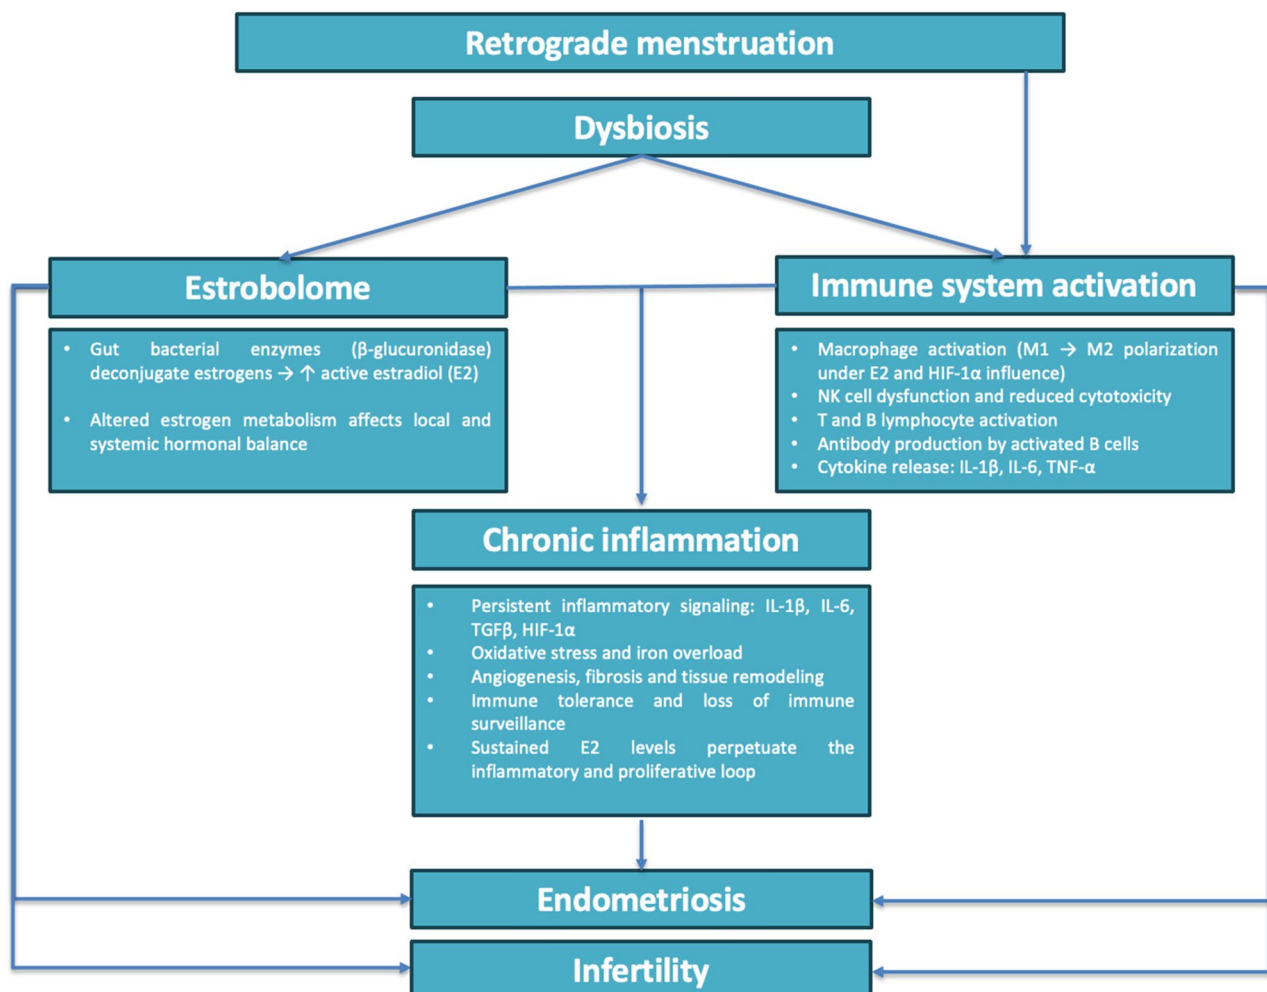 Retrograde menstruation
Dysbiosis
Estrobolome
• Gut bacterial enzymes (β-glucuronidase)
deconjugate estrogens → ↑ active estradiol (E2)
• Altered estrogen metabolism affects local and
systemic hormonal balance
Immune system activation
• Macrophage activation (M1 → M2 polarization
under E2 and HIF-1α influence)
• NK cell dysfunction and reduced cytotoxicity
• T and B lymphocyte activation
• Antibody production by activated B cells
• Cytokine release: IL-1β, IL-6, TNF-α
Chronic inflammation
• Persistent inflammatory signaling: IL-1β, IL-6,
TGFβ, HIF-1α
• Oxidative stress and iron overload
• Angiogenesis, fibrosis and tissue remodeling
• Immune tolerance and loss of immune
surveillance
• Sustained E2 levels perpetuate the
inflammatory and proliferative loop
Endometriosis
Infertility